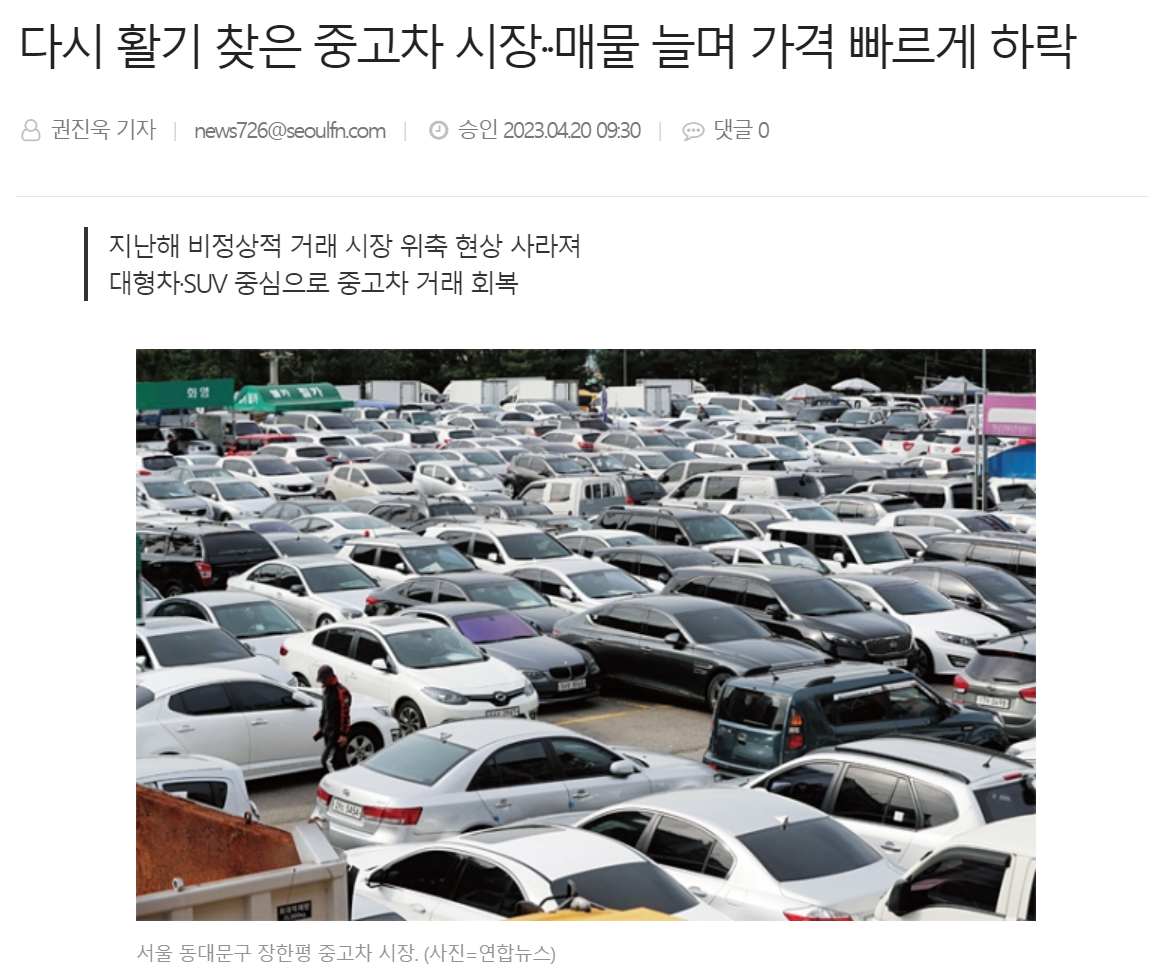 다시 활기 찾은 중고차 시장··매물 늘며 가격 빠르게 하락
권진욱 기자 | news726@seoulfn.com | 승인 2023.04.20 09:30 | 댓글 0
지난해 비정상적 거래 시장 위축 현상 사라져
대형차·SUV 중심으로 중고차 거래 회복
화영
서울 동대문구 장한평 중고차 시장. (사진=연합뉴스)